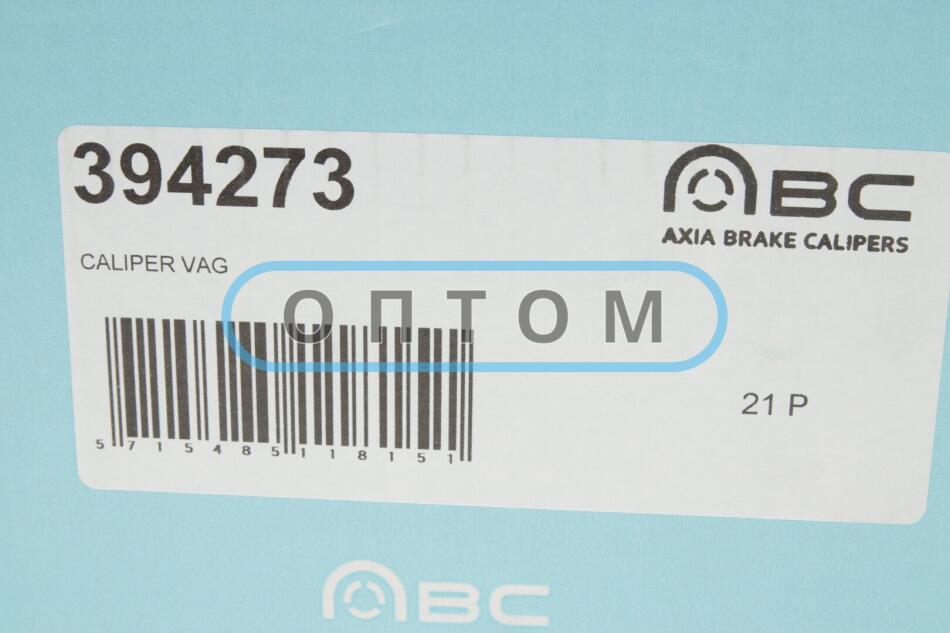 394273
ABC
AXIA BRAKE CALIPERS
CALIPER VAG
ОПТОМ
5 715485 118151
21 P
ABC